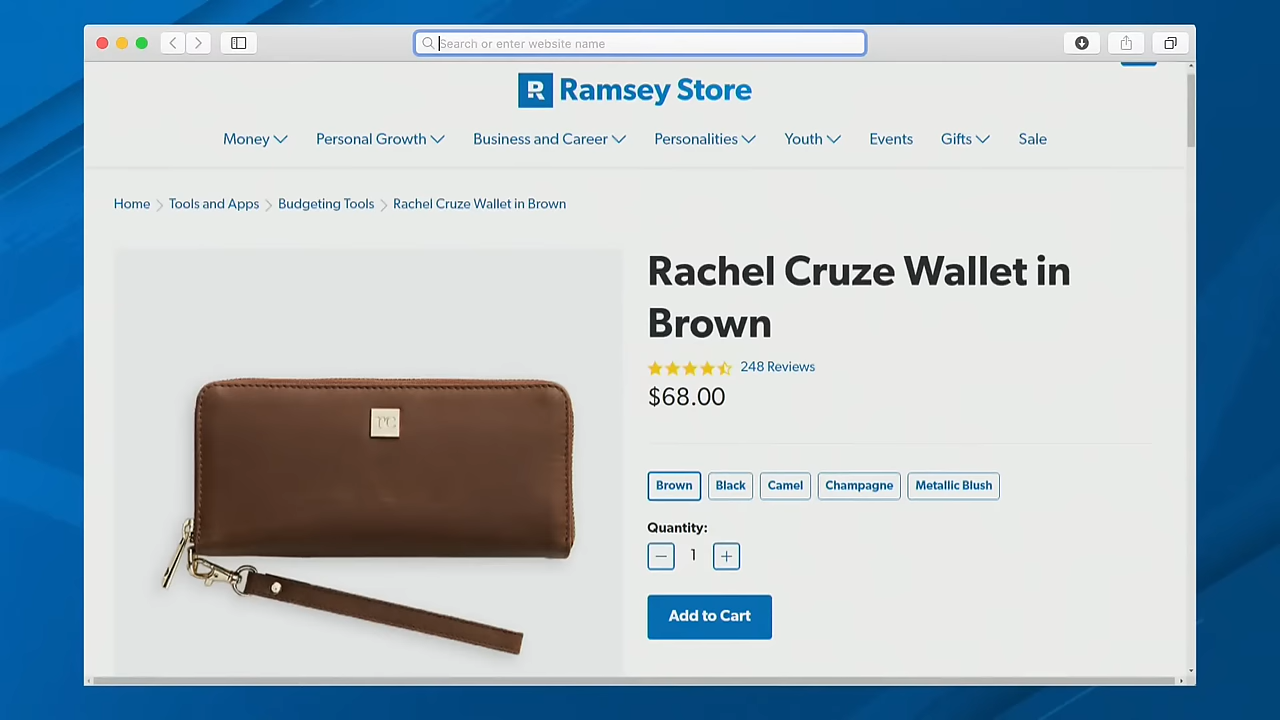 Search or enter website name
R Ramsey Store
Money Personal Growth Business and Career Personalities Youth Events Gifts Sale
Home Tools and Apps Budgeting Tools Rachel Cruze Wallet in Brown
Rachel Cruze Wallet in
Brown
248 Reviews
$68.00
Brown Black Camel Champagne Metallic Blush
Quantity:
1
Add to Cart
rc